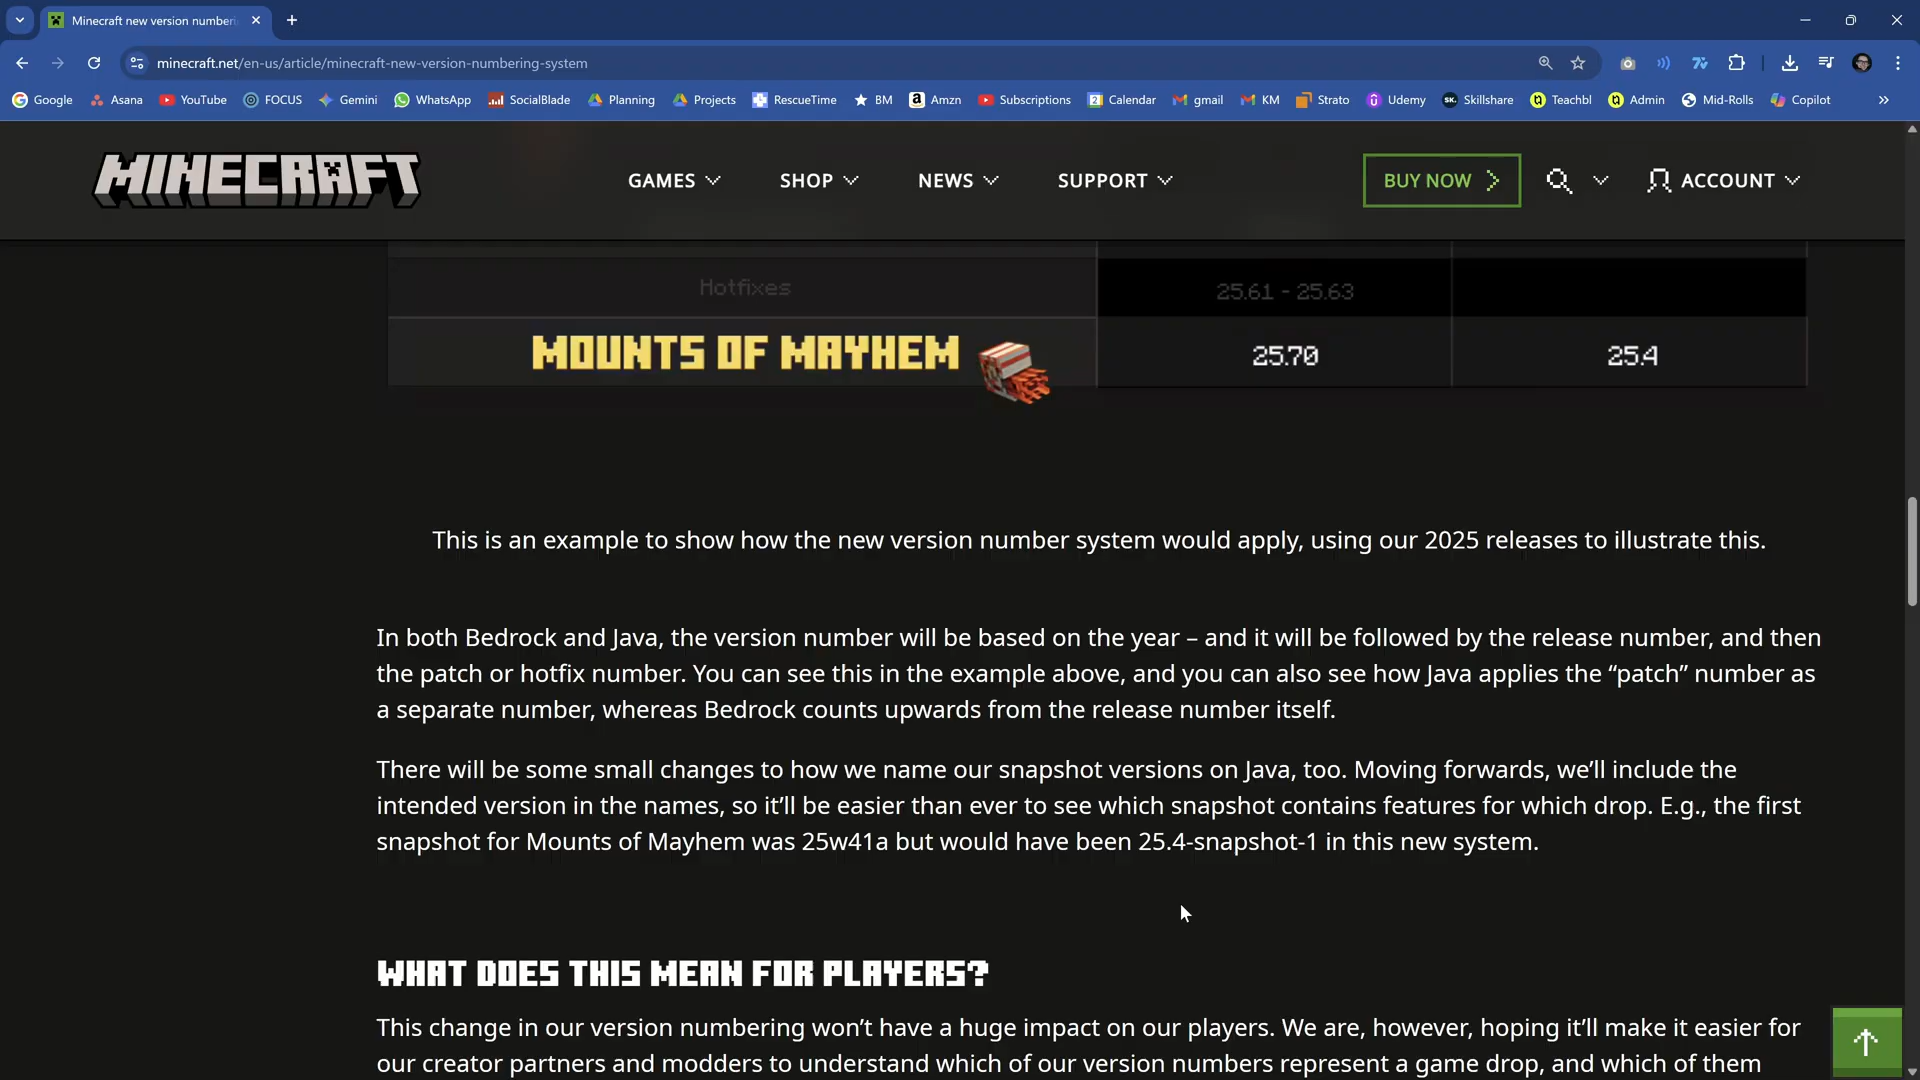 Minecraft new version numberi
minecraft.net/en-us/article/minecraft-new-version-numbering-system
Google Asana YouTube FOCUS Gemini WhatsApp SocialBlade Planning Projects RescueTime BM Amzn Subscriptions Calendar gmail KM Strato Udemy Skillshare Teachbl Admin Mid-Rolls Copilot
MINECRAFT GAMES SHOP NEWS SUPPORT BUY NOW ACCOUNT
Hotfixes 25.61 - 25.63
MOUNTS OF MAYHEM 25.70 25.4
This is an example to show how the new version number system would apply, using our 2025 releases to illustrate this.
In both Bedrock and Java, the version number will be based on the year – and it will be followed by the release number, and then
the patch or hotfix number. You can see this in the example above, and you can also see how Java applies the “patch” number as
a separate number, whereas Bedrock counts upwards from the release number itself.
There will be some small changes to how we name our snapshot versions on Java, too. Moving forwards, we’ll include the
intended version in the names, so it’ll be easier than ever to see which snapshot contains features for which drop. E.g., the first
snapshot for Mounts of Mayhem was 25w41a but would have been 25.4-snapshot-1 in this new system.
WHAT DOES THIS MEAN FOR PLAYERS?
This change in our version numbering won’t have a huge impact on our players. We are, however, hoping it’ll make it easier for
our creator partners and modders to understand which of our version numbers represent a game drop, and which of them